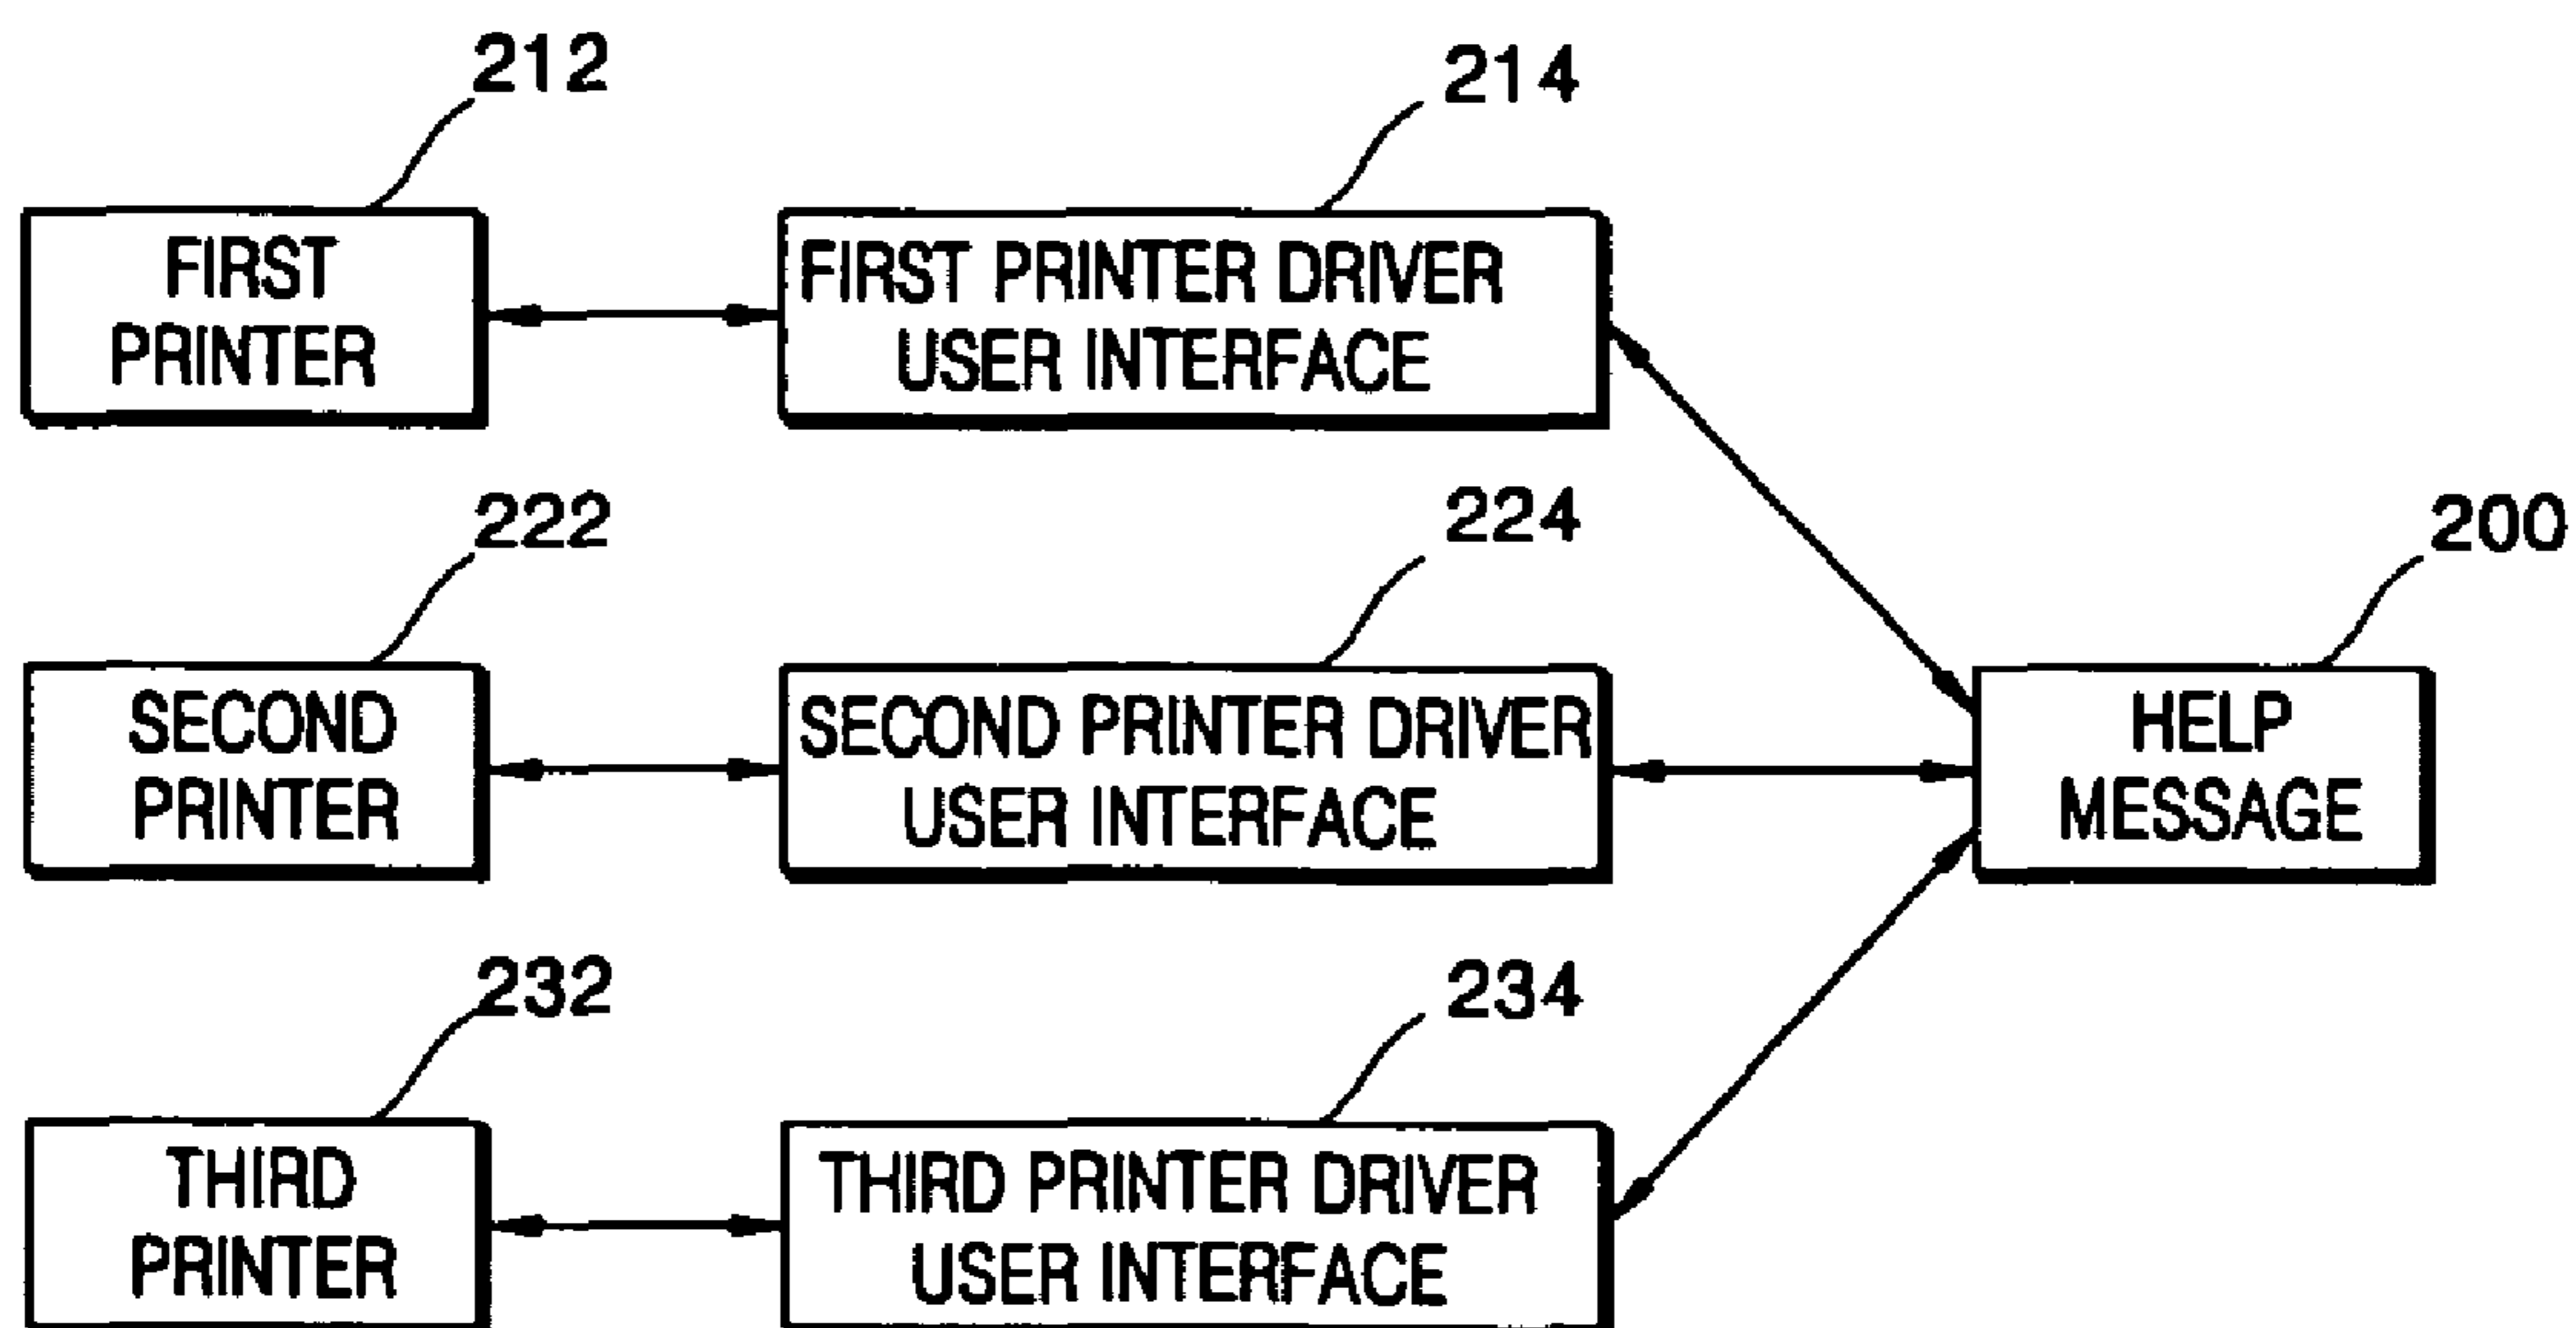 212
214
FIRST
PRINTER
FIRST PRINTER DRIVER
USER INTERFACE
222
224
200
SECOND
PRINTER
SECOND PRINTER DRIVER
USER INTERFACE
HELP
MESSAGE
232
234
THIRD
PRINTER
THIRD PRINTER DRIVER
USER INTERFACE